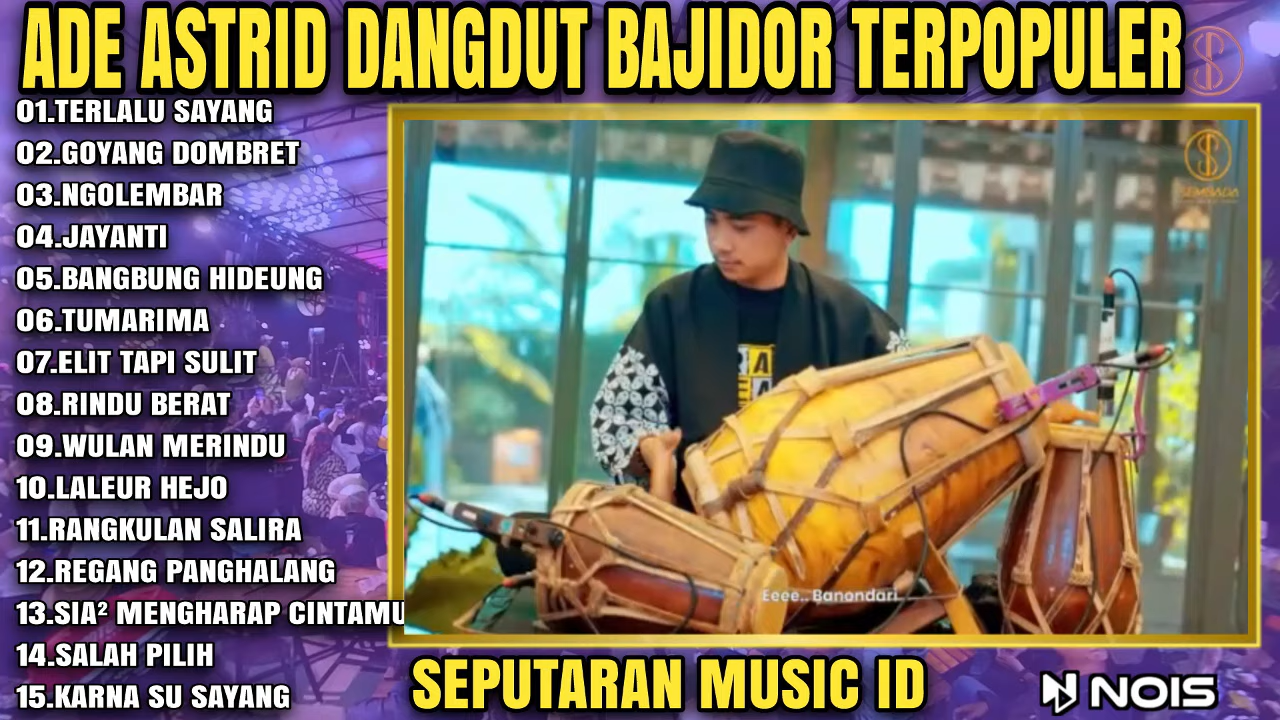 ADE ASTRID DANGDUT BAJIDOR TERPOPULER
01.TERLALU SAYANG
02.GOYANG DOMBRET
03.NGOLEMBAR
04.JAYANTI
05.BANGBUNG HIDEUNG
06.TUMARIMA
07.ELIT TAPI SULIT
08.RINDU BERAT
09.WULAN MERINDU
10.LALEUR HEJO
11.RANGKULAN SALIRA
12.REGANG PANGHALANG
13.SIA² MENGHARAP CINTAMU
14.SALAH PILIH
15.KARNA SU SAYANG
SEMBADA
Eeee.. Banondari
SEPUTARAN MUSIC ID
NOIS